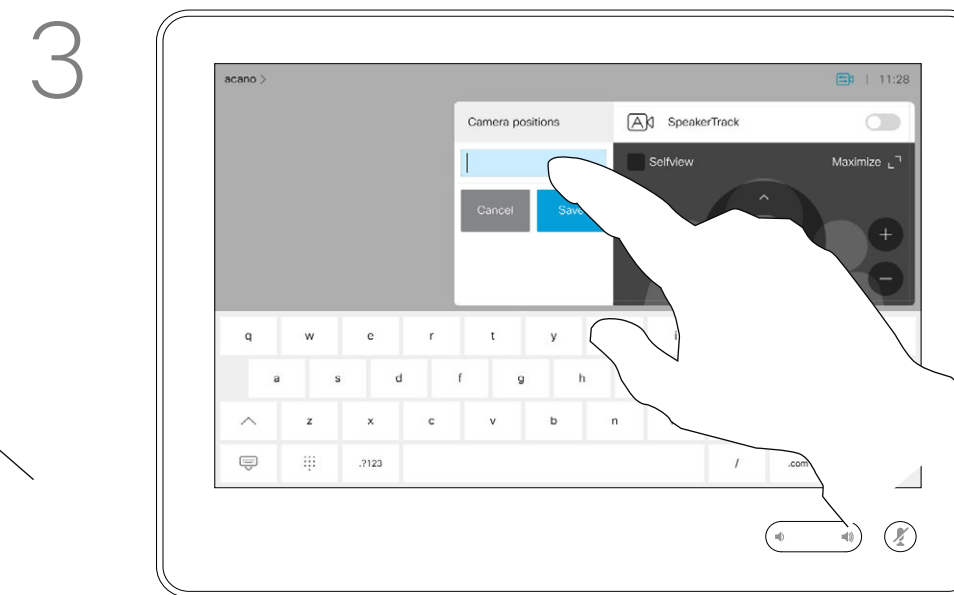 3
acano >
11:28
Camera positions
SpeakerTrack
Selfview
Maximize
Cancel
Save
q w e r t y i
a s d f g h
z x c v b n
.?123
/
.com